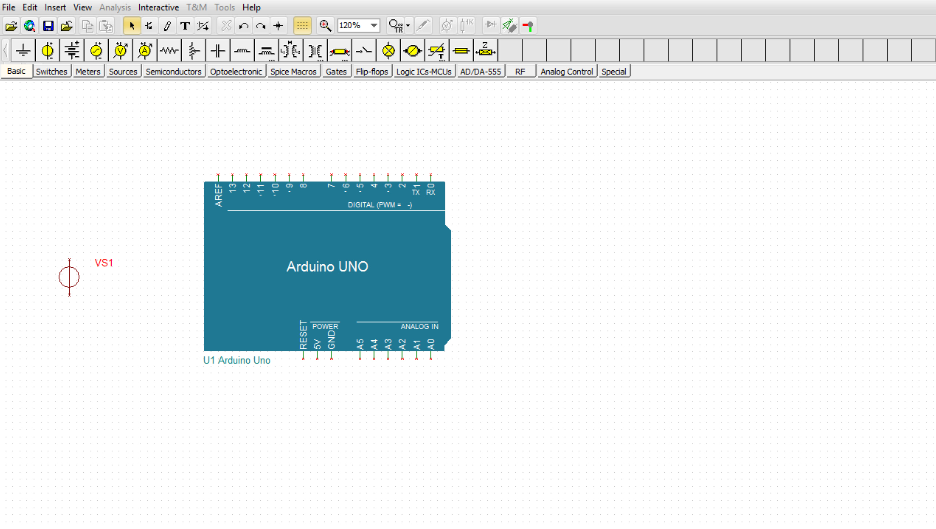 File Edit Insert View Analysis Interactive T&M Tools Help
120%
Basic Switches Meters Sources Semiconductors Optoelectronic Spice Macros Gates Flip-flops Logic ICs-MCUs AD/DA-555 RF Analog Control Special
AREF 13 12 -11 -10 -9 8 7 -6 -5 4 -3 2 1 0
TX RX
DIGITAL (PWM = -)
VS1
Arduino UNO
POWER ANALOG IN
RESET 5V GND A5 A4 A3 A2 A1 A0
U1 Arduino Uno